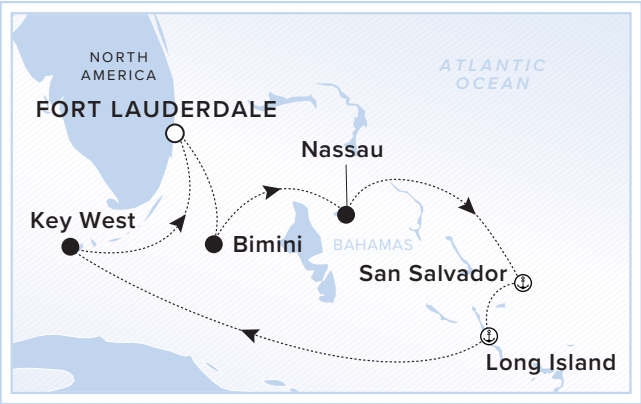 NORTH
AMERICA
ATLANTIC
OCEAN
FORT LAUDERDALE
Nassau
Key West
Bimini
BAHAMAS
San Salvador
Long Island